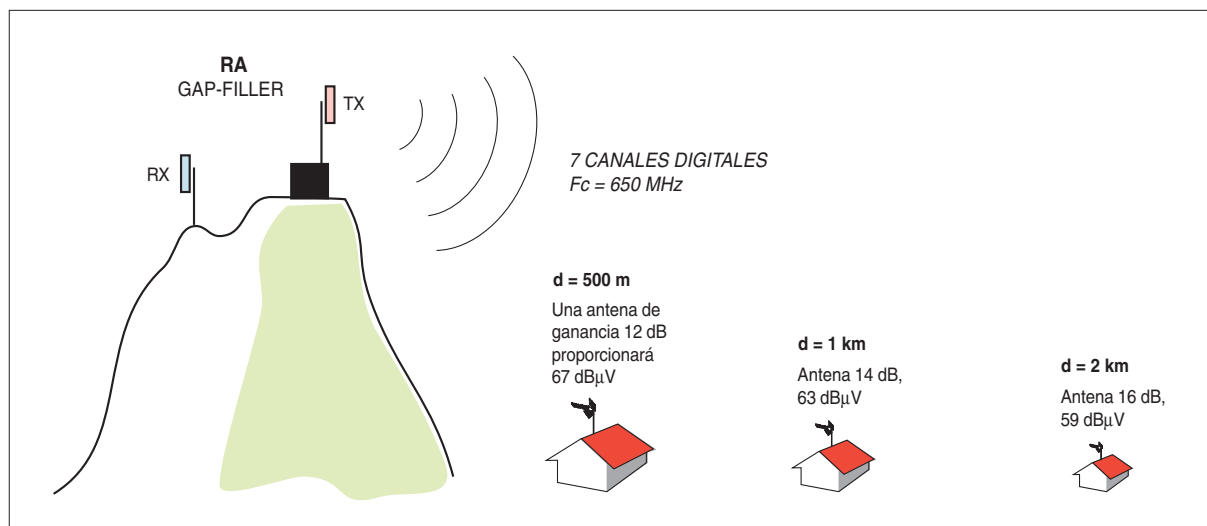 RA
GAP-FILLER
TX
RX
7 CANALES DIGITALES
Fc = 650 MHz
d = 500 m
Una antena de
ganancia 12 dB
proporcionará
67 dBµV
d = 1 km
Antena 14 dB,
63 dBµV
d = 2 km
Antena 16 dB,
59 dBµV